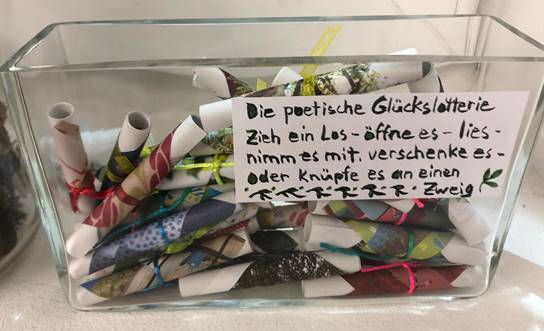 Die poetische Glückslotterie
Zieh ein Los - öffne es - lies -
nimm es mit. verschenke es -
oder knüpfe es an einen
Zweig